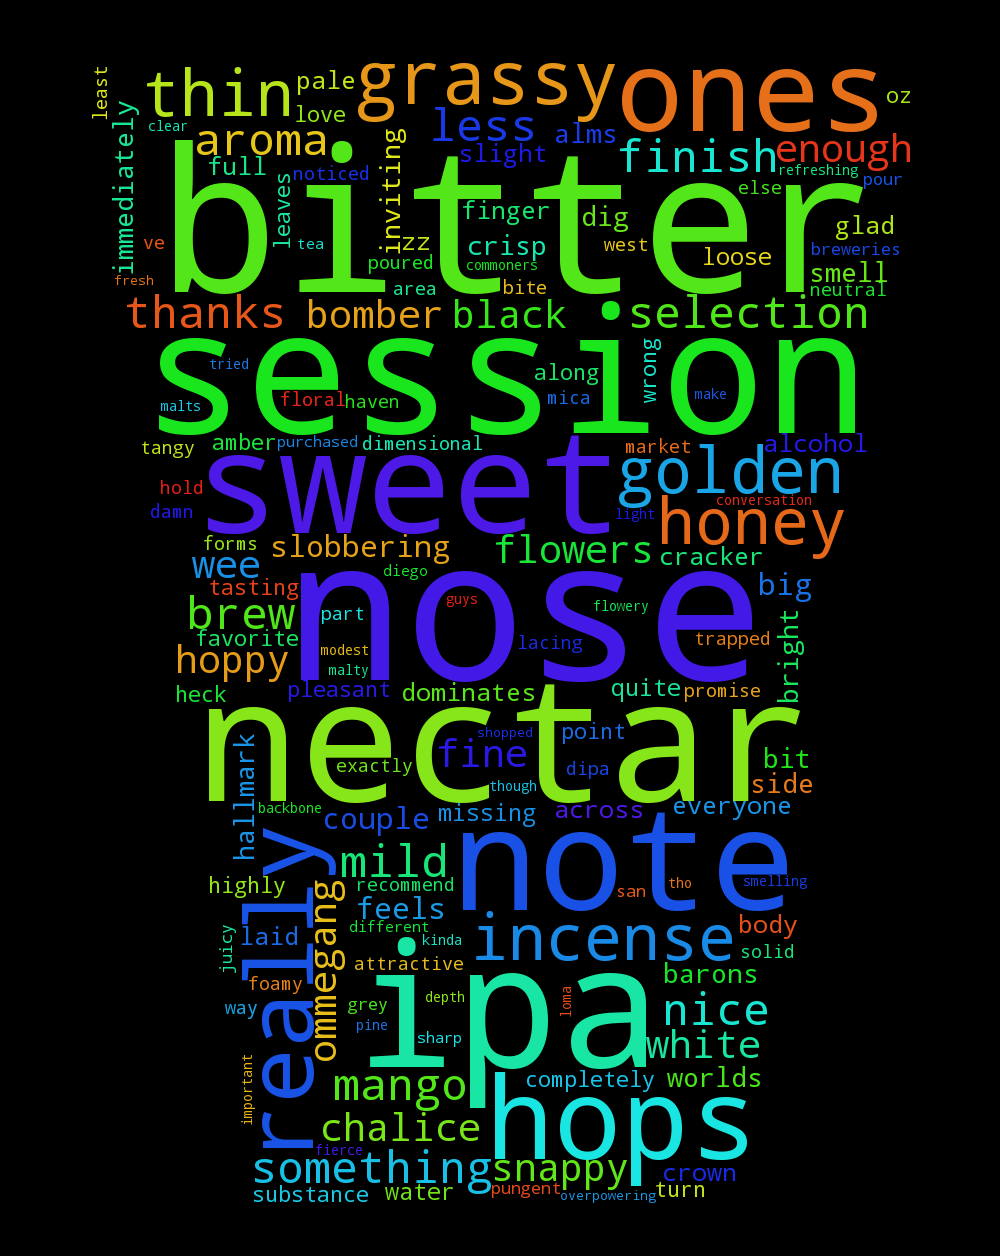 least
thin
pale
grassy
ones
oz
love
clear
immediately
aroma
less
alms
slight
finish
enough
refreshing
full
noticed
leaves
inviting
bitter
else
pour
finger
dig
glad
ve
tea
zz
crisp
west
loose
breweries
poured
commoners
smell
fresh
area
bite
neutral
thanks
bomber
black
selection
session
tried
along
wrong
floral
haven
mica
make
malts
tangy
amber
purchased
dimensional
market
alcohol
sweet
golden
hold
conversation
damn
light
honey
forms
slobbering
flowers
cracker
wee
diego
nose
tasting
guys
flowery
big
brew
part
bright
favorite
lacing
trapped
hoppy
modest
malty
heck
pleasant
dominates
quite
promise
nectar
hallmark
shopped
point
fine
exactly
dipa
bit
though
side
backbone
couple
missing
across
everyone
really
note
mild
highly
recommend
san
tho
smelling
ommegang
feels
different
incense
body
juicy
laid
kinda
solid
attractive
ipa
barons
foamy
way
grey
depth
loma
nice
pine
sharp
white
important
mango
completely
worlds
hops
chalice
fierce
something
snappy
crown
substance
water
pungent
overpowering
turn